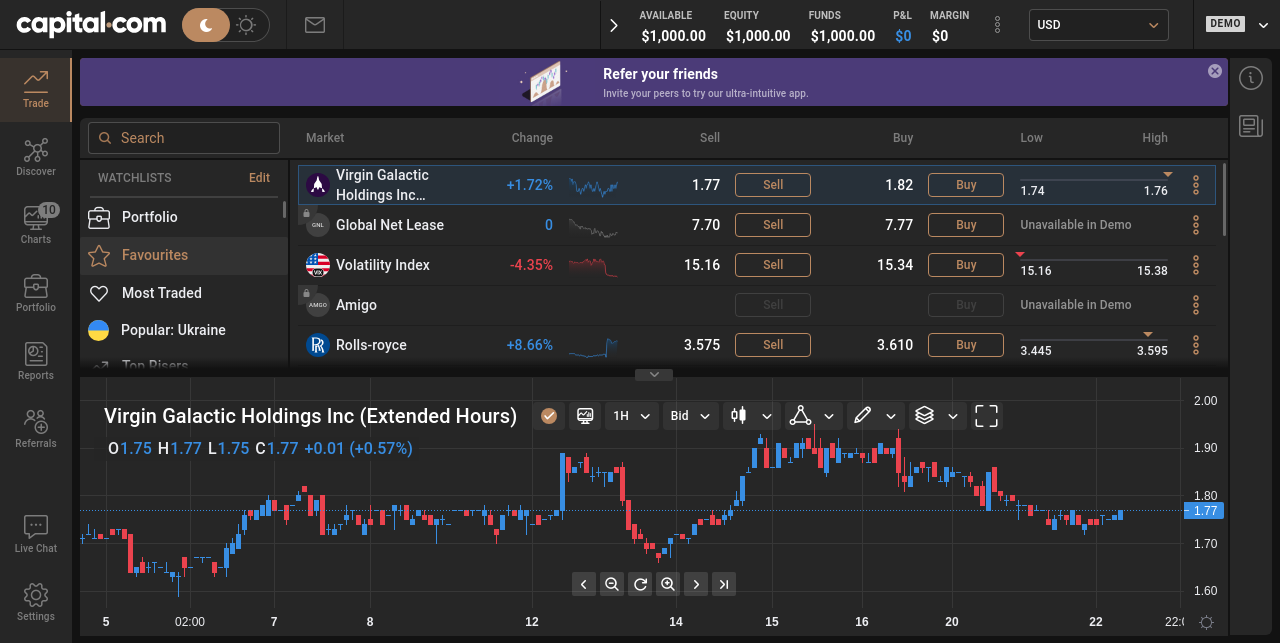 capital.com
AVAILABLE EQUITY FUNDS P&L MARGIN
$1,000.00 $1,000.00 $1,000.00 $0 $0
USD
DEMO
Trade
Discover
10
Charts
Portfolio
Reports
Referrals
Live Chat
Settings
Refer your friends
Invite your peers to try our ultra-intuitive app.
Search
Market Change Sell Buy Low High
WATCHLISTS Edit
Portfolio
Favourites
Most Traded
Popular: Ukraine
Top Risers
Virgin Galactic
Holdings Inc… +1.72% 1.77 Sell 1.82 Buy 1.74 1.76
GNL Global Net Lease 0 7.70 Sell 7.77 Buy Unavailable in Demo
VIX Volatility Index -4.35% 15.16 Sell 15.34 Buy 15.16 15.38
AMGO Amigo Sell Buy Unavailable in Demo
Rolls-royce +8.66% 3.575 Sell 3.610 Buy 3.445 3.595
Virgin Galactic Holdings Inc (Extended Hours) 1H Bid
O1.75 H1.77 L1.75 C1.77 +0.01 (+0.57%)
2.00
1.90
1.80
1.77
1.70
1.60
5 02:00 7 8 12 14 15 16 20 22 22:0